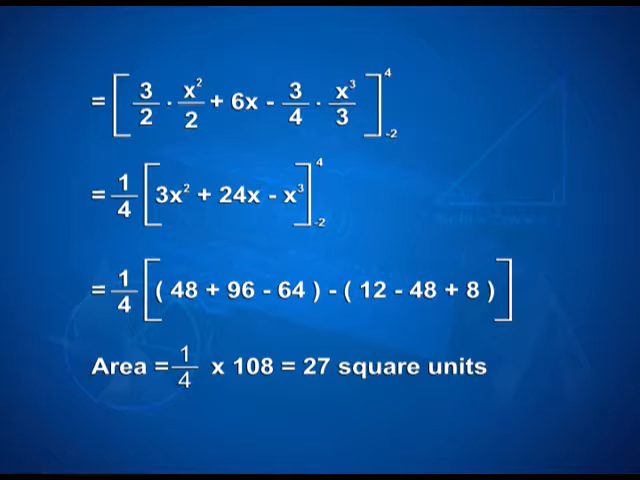 = [ 3/2 · x²/2 + 6x - 3/4 · x³/3 ]⁴₋₂
= 1/4 [ 3x² + 24x - x³ ]⁴₋₂
= 1/4 [ ( 48 + 96 - 64 ) - ( 12 - 48 + 8 ) ]
Area = 1/4 x 108 = 27 square units